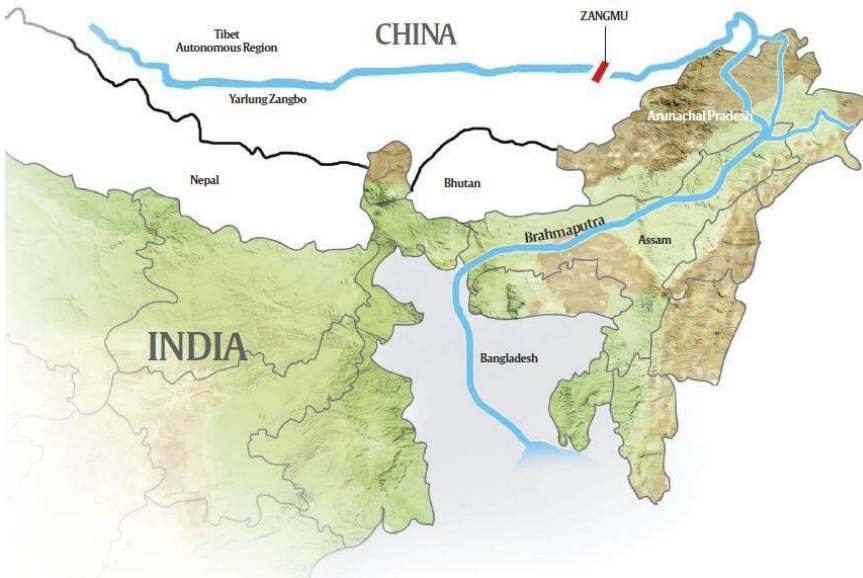 ZANGMU
CHINA
Tibet
Autonomous Region
Yarlung Zangbo
Arunachal Pradesh
Nepal
Bhutan
Brahmaputra
Assam
INDIA
Bangladesh